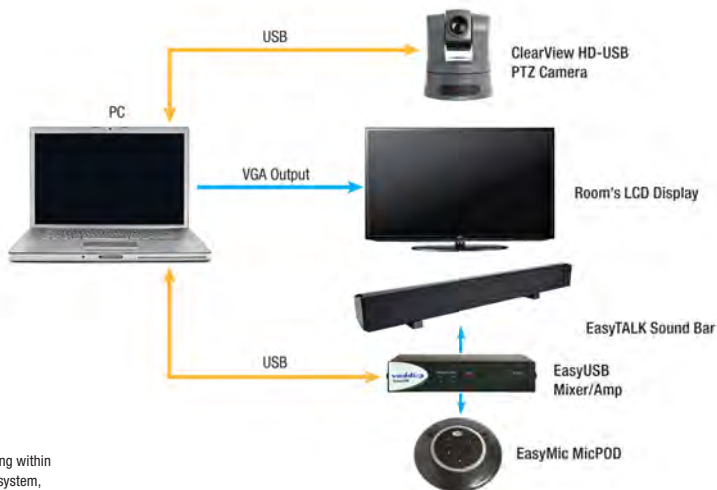 USB
ClearView HD-USB
PTZ Camera
PC
VGA Output
Room's LCD Display
EasyTALK Sound Bar
USB
EasyUSB
Mixer/Amp
vaddio
EasyMic MicPOD
ng within
system,